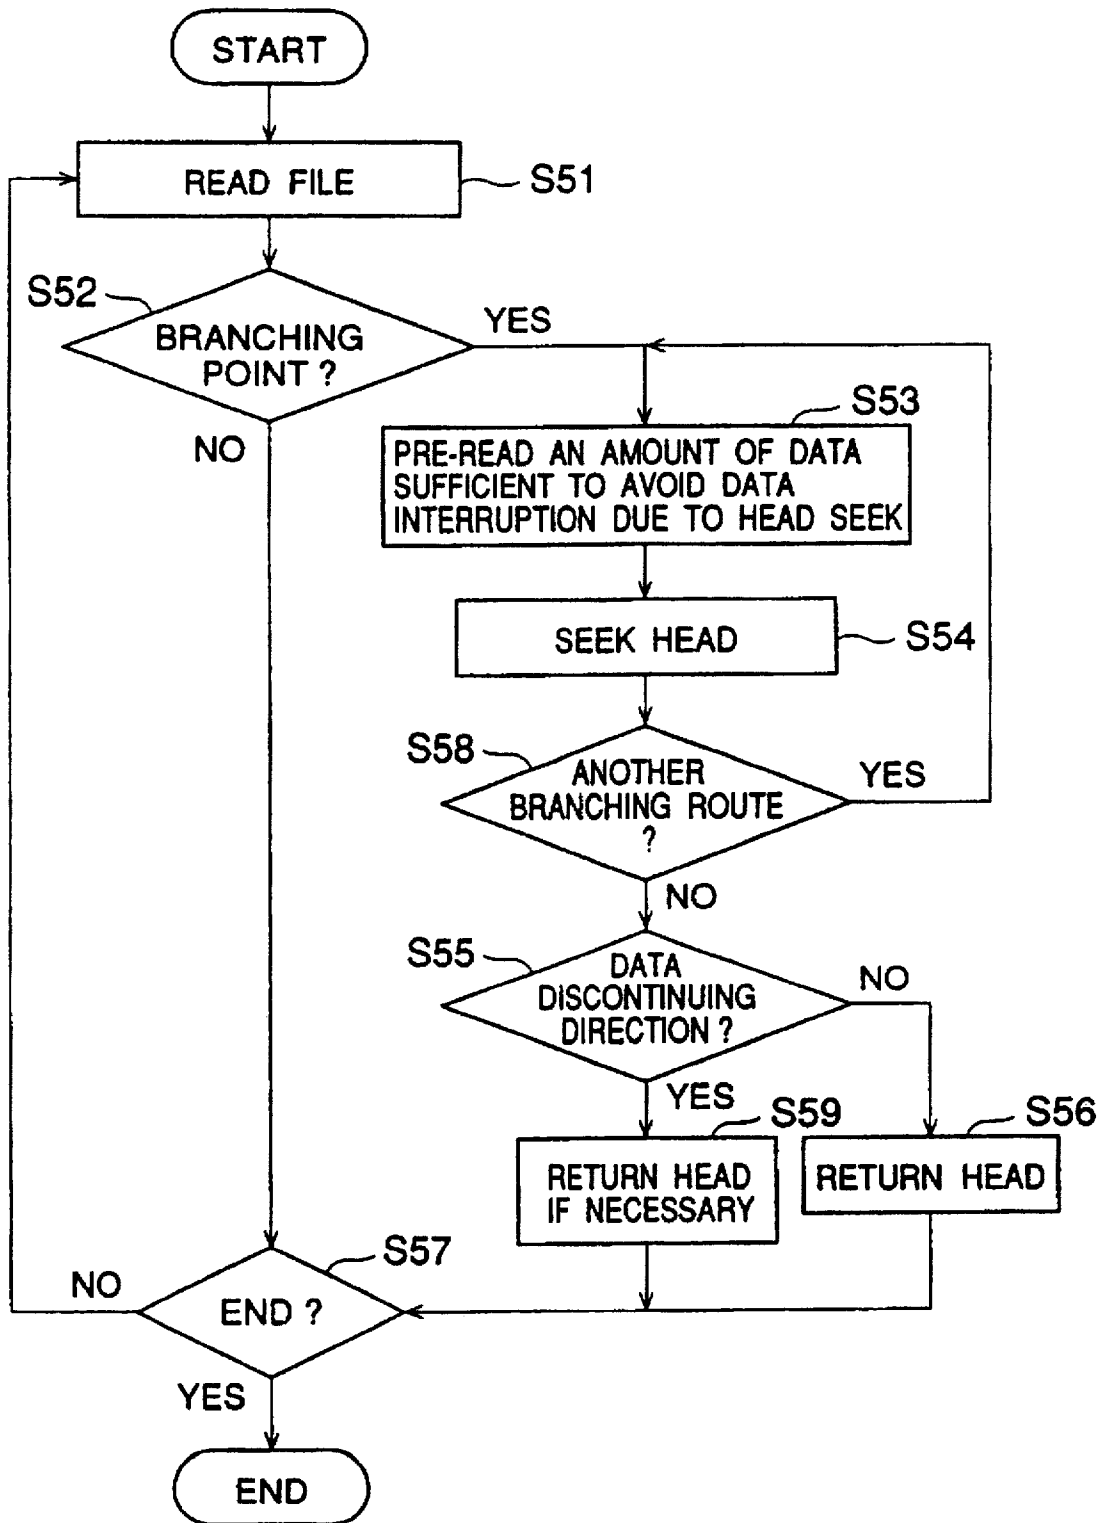 START
READ FILE
S51
S52
BRANCHING
POINT ?
YES
NO
S53
PRE-READ AN AMOUNT OF DATA
SUFFICIENT TO AVOID DATA
INTERRUPTION DUE TO HEAD SEEK
SEEK HEAD
S54
S58
ANOTHER
BRANCHING ROUTE
?
YES
NO
S55
DATA
DISCONTINUING
DIRECTION ?
NO
YES
S59
S56
RETURN HEAD
IF NECESSARY
RETURN HEAD
S57
NO
END ?
YES
END